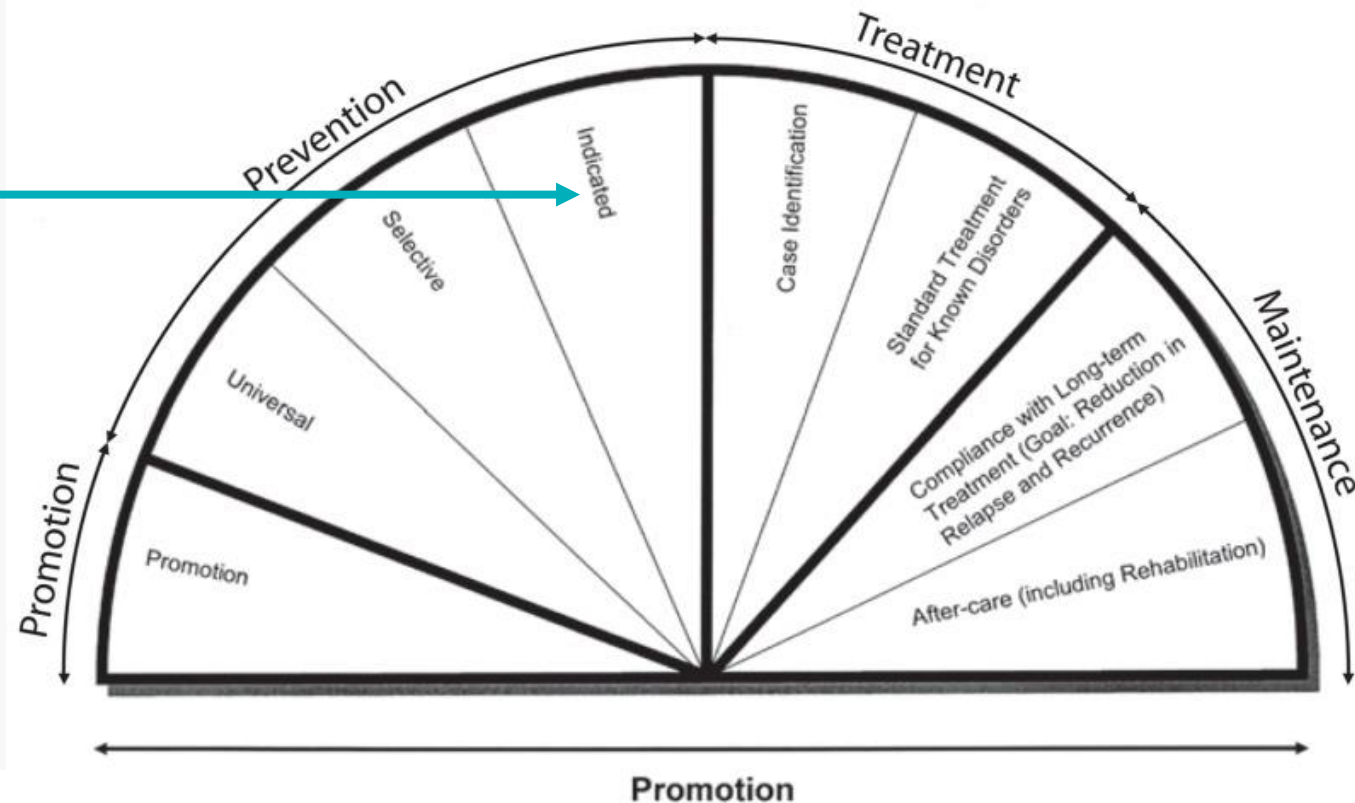 Promotion
Prevention
Treatment
Maintenance
Promotion
Universal
Selective
Indicated
Case Identification
Standard Treatment
for Known Disorders
Compliance with Long-term
Treatment (Goal: Reduction in
Relapse and Recurrence)
After-care (including Rehabilitation)
Promotion